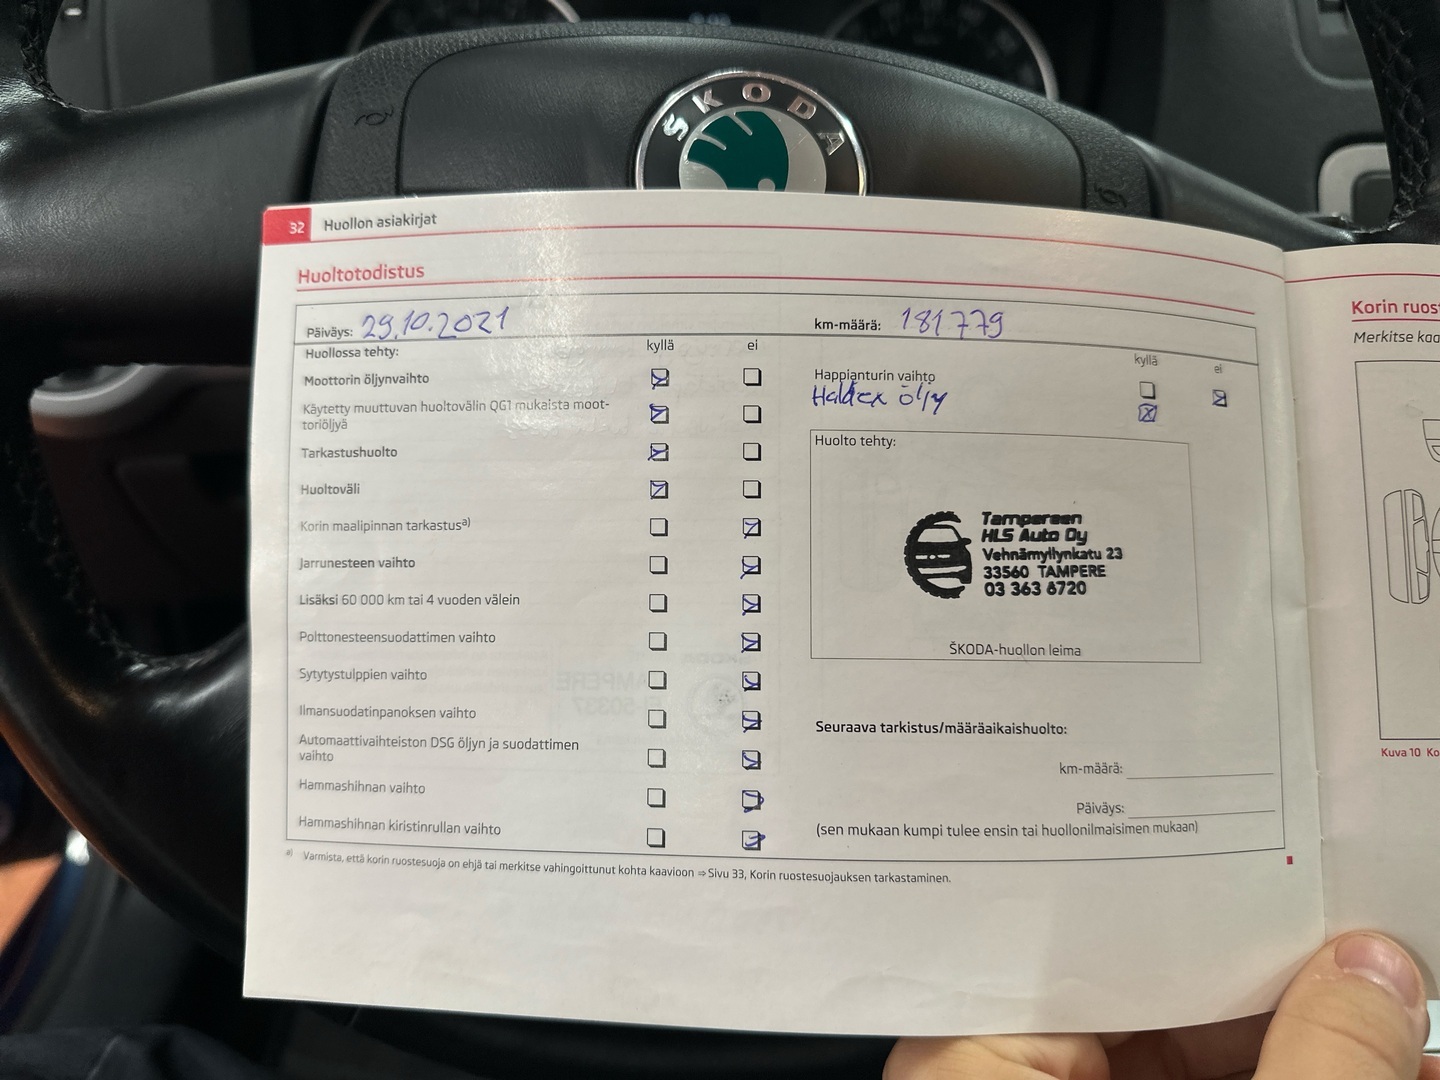 ŠKODA
32 Huollon asiakirjat
Huoltotodistus
Päiväys: 29.10.2021
km-määrä: 181779
Huollossa tehty: kyllä ei
Moottorin öljynvaihto
Käytetty muuttuvan huoltovälin QG1 mukaista moot-
toriöljyä
Tarkastushuolto
Huoltoväli
Korin maalipinnan tarkastusa)
Jarrunesteen vaihto
Lisäksi 60 000 km tai 4 vuoden välein
Polttonesteensuodattimen vaihto
Sytytystulppien vaihto
Ilmansuodatinpanoksen vaihto
Automaattivaihteiston DSG öljyn ja suodattimen
vaihto
Hammashihnan vaihto
Hammashihnan kiristinrullan vaihto
kyllä ei
Happianturin vaihto
Haldex öljy
Huolto tehty:
Tampereen
HLS Auto Oy
Vehnämyllynkatu 23
33560 TAMPERE
03 363 6720
ŠKODA-huollon leima
Seuraava tarkistus/määräaikaishuolto:
km-määrä:
Päiväys:
(sen mukaan kumpi tulee ensin tai huollonilmaisimen mukaan)
a) Varmista, että korin ruostesuoja on ehjä tai merkitse vahingoittunut kohta kaavioon ⇒ Sivu 33, Korin ruostesuojauksen tarkastaminen.
Korin
Merkitse
Kuva 10